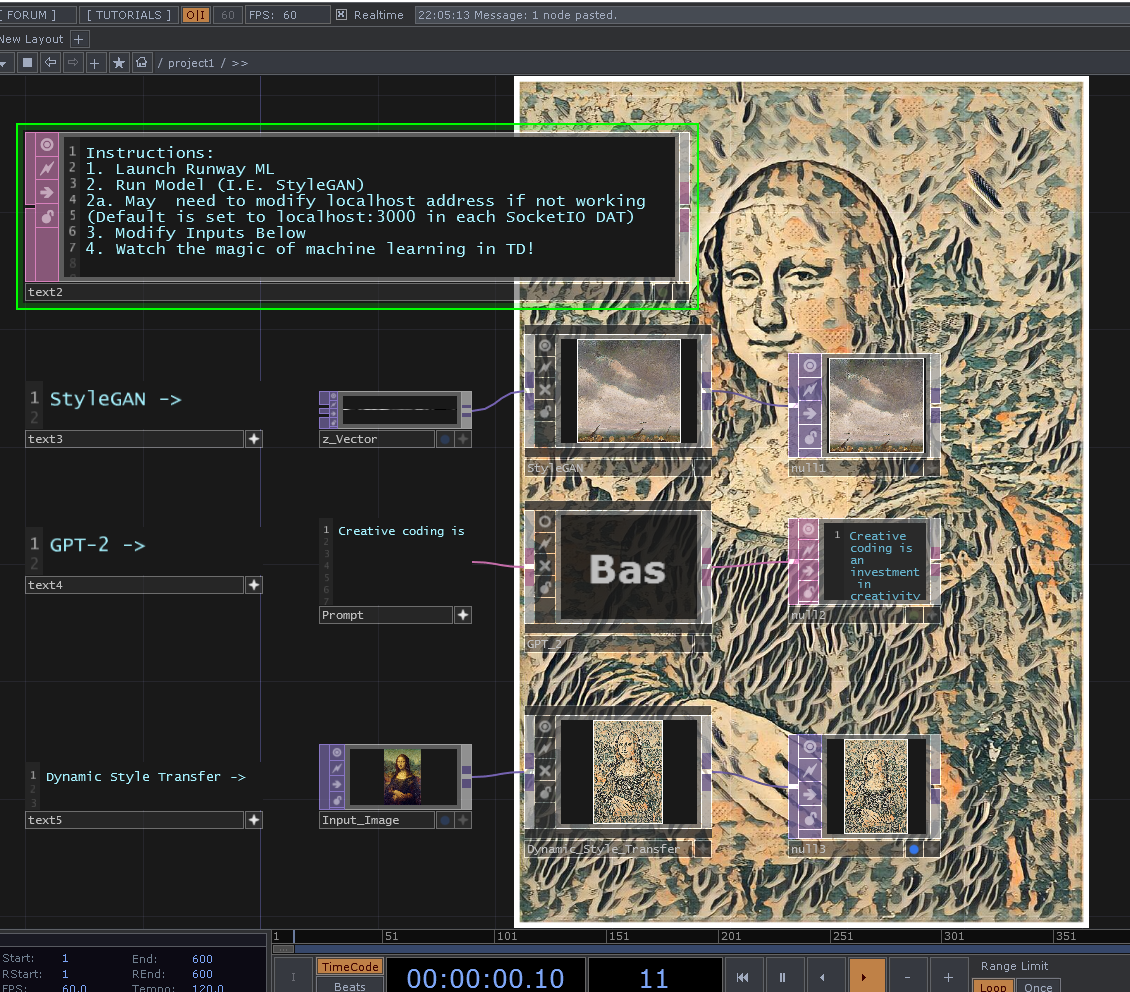 [ FORUM ] [ TUTORIALS ] O|I 60 FPS: 60 Realtime 22:05:13 Message: 1 node pasted.
New Layout +
/ project1 / >>
1 Instructions:
2 1. Launch Runway ML
3 2. Run Model (I.E. StyleGAN)
4 2a. May  need to modify localhost address if not working
5 (Default is set to localhost:3000 in each SocketIO DAT)
6 3. Modify Inputs Below
7 4. Watch the magic of machine learning in TD!
8
text2
1 StyleGAN ->
2
text3
z_Vector
StyleGAN
null1
1 GPT-2 ->
2
text4
1 Creative coding is
2
3
4
5
6
7
Prompt
Bas
GPT_2
1 Creative
coding is
an
investment
in
creativity
null2
1 Dynamic Style Transfer ->
2
3
text5
Input_Image
Dynamic_Style_Transfer
null3
1 51 101 151 201 251 301 351
Start: 1 End: 600
RStart: 1 REnd: 600
FPS: 60.0 Tempo: 120.0
I
TimeCode
Beats
00:00:00.10
11
- +
Range Limit
Loop Once